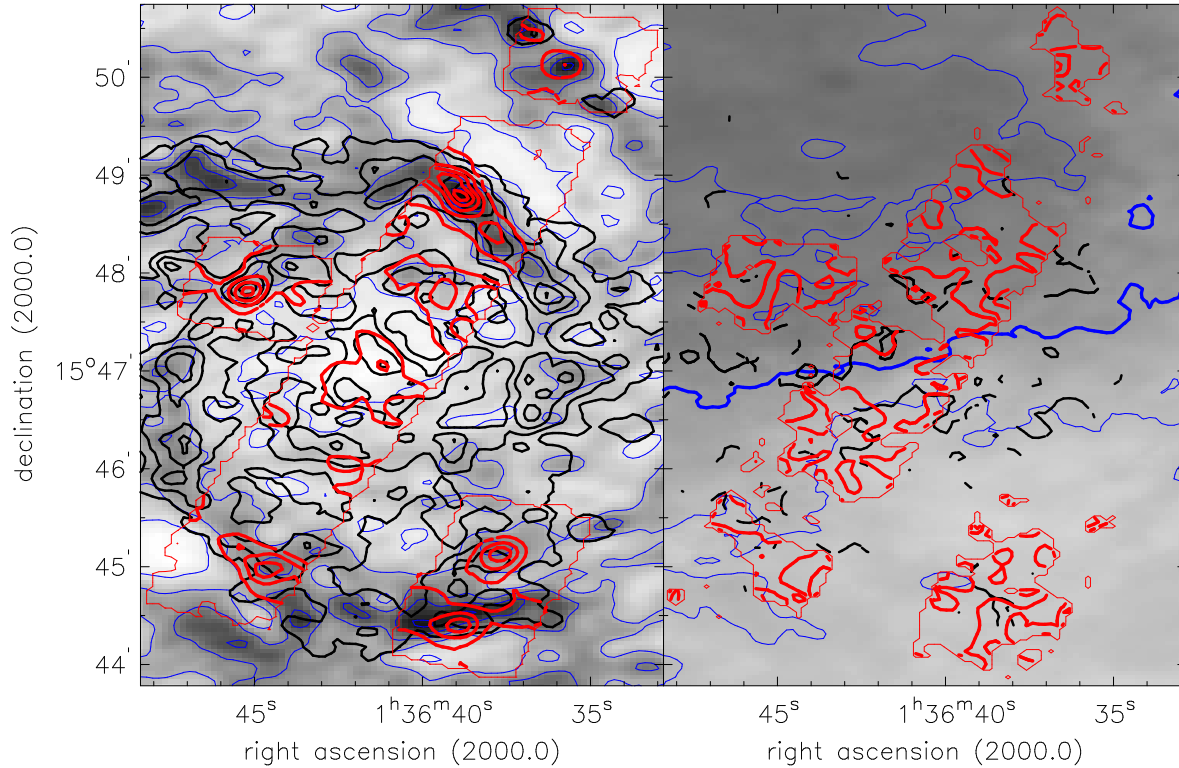 50'
49'
48'
15°47'
46'
45'
44'
declination (2000.0)
45s 1h36m40s 35s 45s 1h36m40s 35s
right ascension (2000.0) right ascension (2000.0)